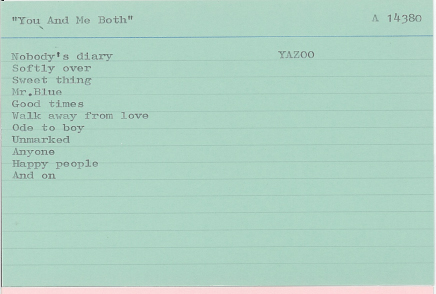 "You And Me Both" A 14380
Nobody's diary YAZOO
Softly over
Sweet thing
Mr.Blue
Good times
Walk away from love
Ode to boy
Unmarked
Anyone
Happy people
And on